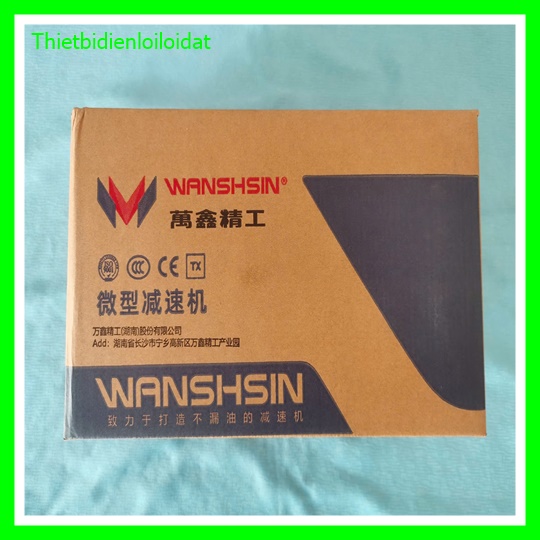 Thietbidienloiloidat
WANSHSIN®
萬鑫精工
CCC CE TX
微型减速机
万鑫精工(湖南)股份有限公司
Add: 湖南省长沙市宁乡高新区万鑫精工产业园
WANSHSIN
致力于打造不漏油的减速机